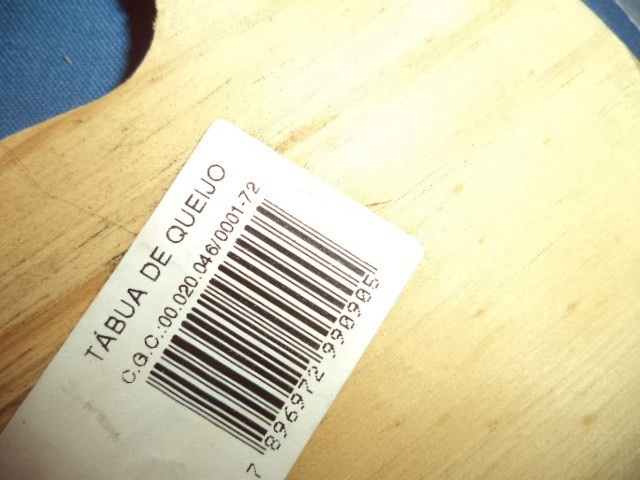 TÁBUA DE QUEIJO
C.G.C.:00.020.046/0001-72
7 896972 990905